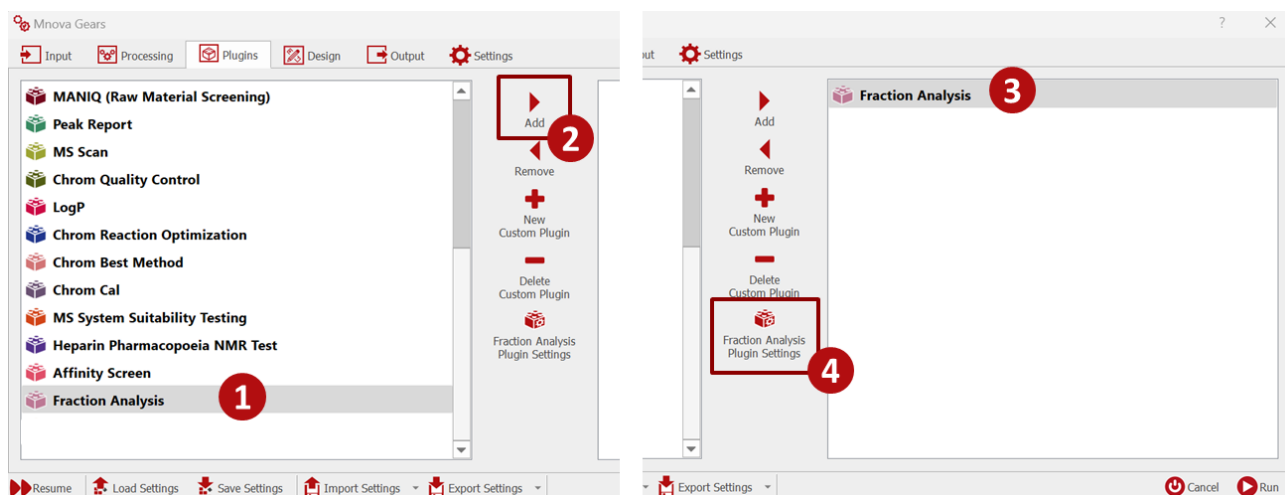 Mnova Gears
Input
Processing
Plugins
Design
Output
Settings
MANIQ (Raw Material Screening)
Peak Report
MS Scan
Chrom Quality Control
LogP
Chrom Reaction Optimization
Chrom Best Method
Chrom Cal
MS System Suitability Testing
Heparin Pharmacopoeia NMR Test
Affinity Screen
Fraction Analysis
1
Add
2
Remove
New
Custom Plugin
Delete
Custom Plugin
Fraction Analysis
Plugin Settings
Resume
Load Settings
Save Settings
Import Settings
Export Settings
?
ut
Settings
Add
Remove
New
Custom Plugin
Delete
Custom Plugin
Fraction Analysis
Plugin Settings
4
Fraction Analysis
3
Export Settings
Cancel
Run